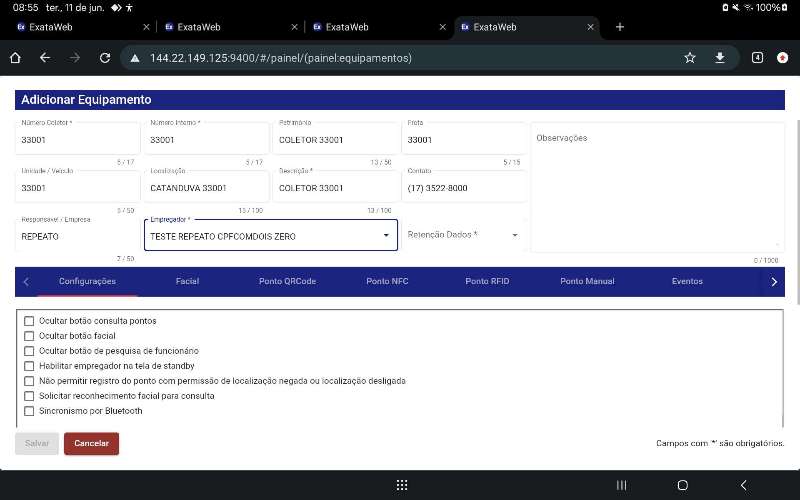 08:55 ter., 11 de jun. 100%
ExataWeb
ExataWeb
ExataWeb
ExataWeb
144.22.149.125:9400/#/painel/(painel:equipamentos)
4
Adicionar Equipamento
Número Coletor *
33001
5 / 17
Número Interno *
33001
5 / 17
Patrimônio
COLETOR 33001
13 / 50
Frota
33001
5 / 15
Observações
0 / 1000
Unidade / Veículo
33001
5 / 50
Localização
CATANDUVA 33001
15 / 100
Descrição *
COLETOR 33001
13 / 100
Contato
(17) 3522-8000
Responsável / Empresa
REPEATO
7 / 50
Empregador *
TESTE REPEATO CPFCOMDOIS ZERO
Retenção Dados *
Configurações Facial Ponto QRCode Ponto NFC Ponto RFID Ponto Manual Eventos
Ocultar botão consulta pontos
Ocultar botão facial
Ocultar botão de pesquisa de funcionário
Habilitar empregador na tela de standby
Não permitir registro do ponto com permissão de localização negada ou localização desligada
Solicitar reconhecimento facial para consulta
Sincronismo por Bluetooth
Salvar
Cancelar
Campos com '*' são obrigatórios.